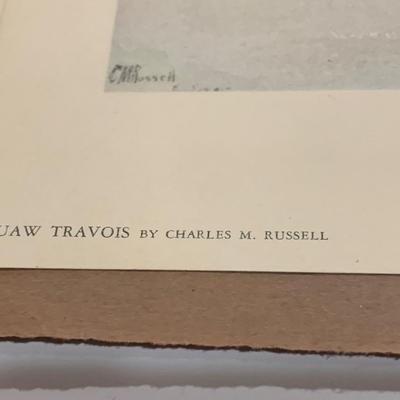 CMRussell
UAW TRAVOIS BY CHARLES M. RUSSELL